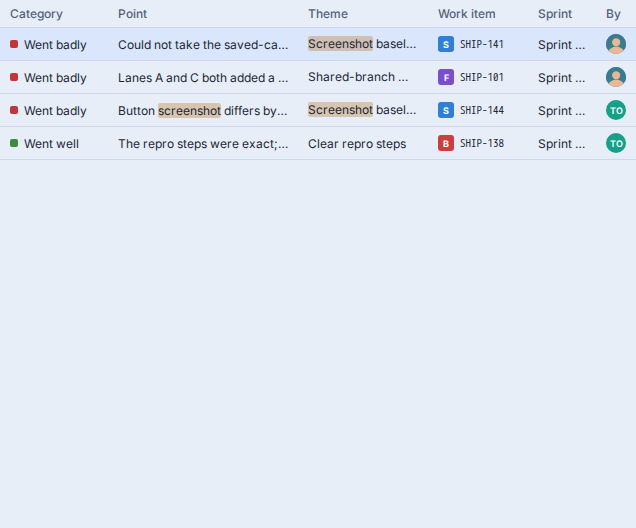 Category Point Theme Work item Sprint By
Went badly Could not take the saved-ca... Screenshot basel... S SHIP-141 Sprint ...
Went badly Lanes A and C both added a ... Shared-branch ... F SHIP-101 Sprint ...
Went badly Button screenshot differs by... Screenshot basel... S SHIP-144 Sprint ... TO
Went well The repro steps were exact;... Clear repro steps B SHIP-138 Sprint ... TO